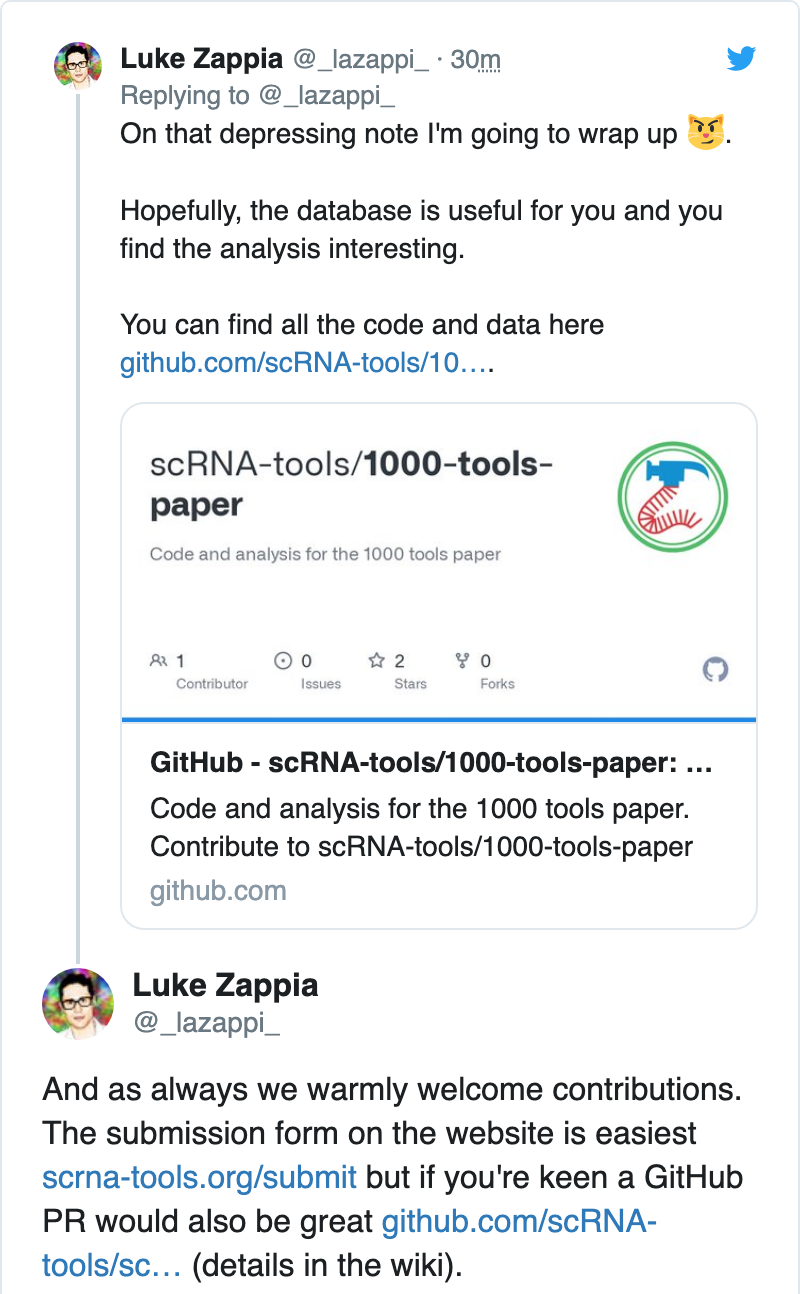 Luke Zappia @_lazappi_ · 30m
Replying to @_lazappi_
On that depressing note I'm going to wrap up 😼.
Hopefully, the database is useful for you and you
find the analysis interesting.
You can find all the code and data here
github.com/scRNA-tools/10….
scRNA-tools/1000-tools-
paper
Code and analysis for the 1000 tools paper
1 0 2 0
Contributor Issues Stars Forks
GitHub - scRNA-tools/1000-tools-paper: …
Code and analysis for the 1000 tools paper.
Contribute to scRNA-tools/1000-tools-paper
github.com
Luke Zappia
@_lazappi_
And as always we warmly welcome contributions.
The submission form on the website is easiest
scrna-tools.org/submit but if you're keen a GitHub
PR would also be great github.com/scRNA-
tools/sc… (details in the wiki).